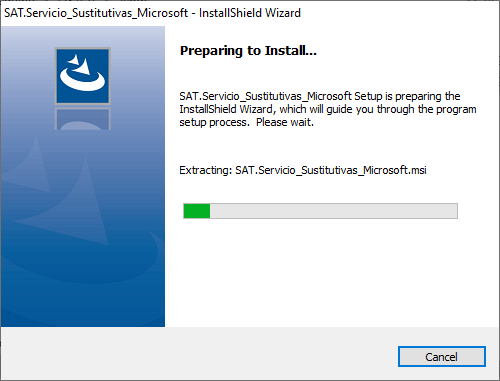 SAT.Servicio_Sustitutivas_Microsoft - InstallShield Wizard
Preparing to Install...
SAT.Servicio_Sustitutivas_Microsoft Setup is preparing the
InstallShield Wizard, which will guide you through the program
setup process.  Please wait.
Extracting: SAT.Servicio_Sustitutivas_Microsoft.msi
Cancel